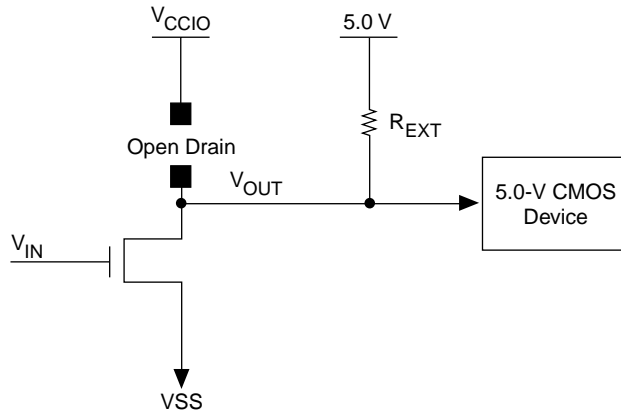 VCCIO
5.0 V
REXT
Open Drain
VOUT
5.0-V CMOS
Device
VIN
VSS